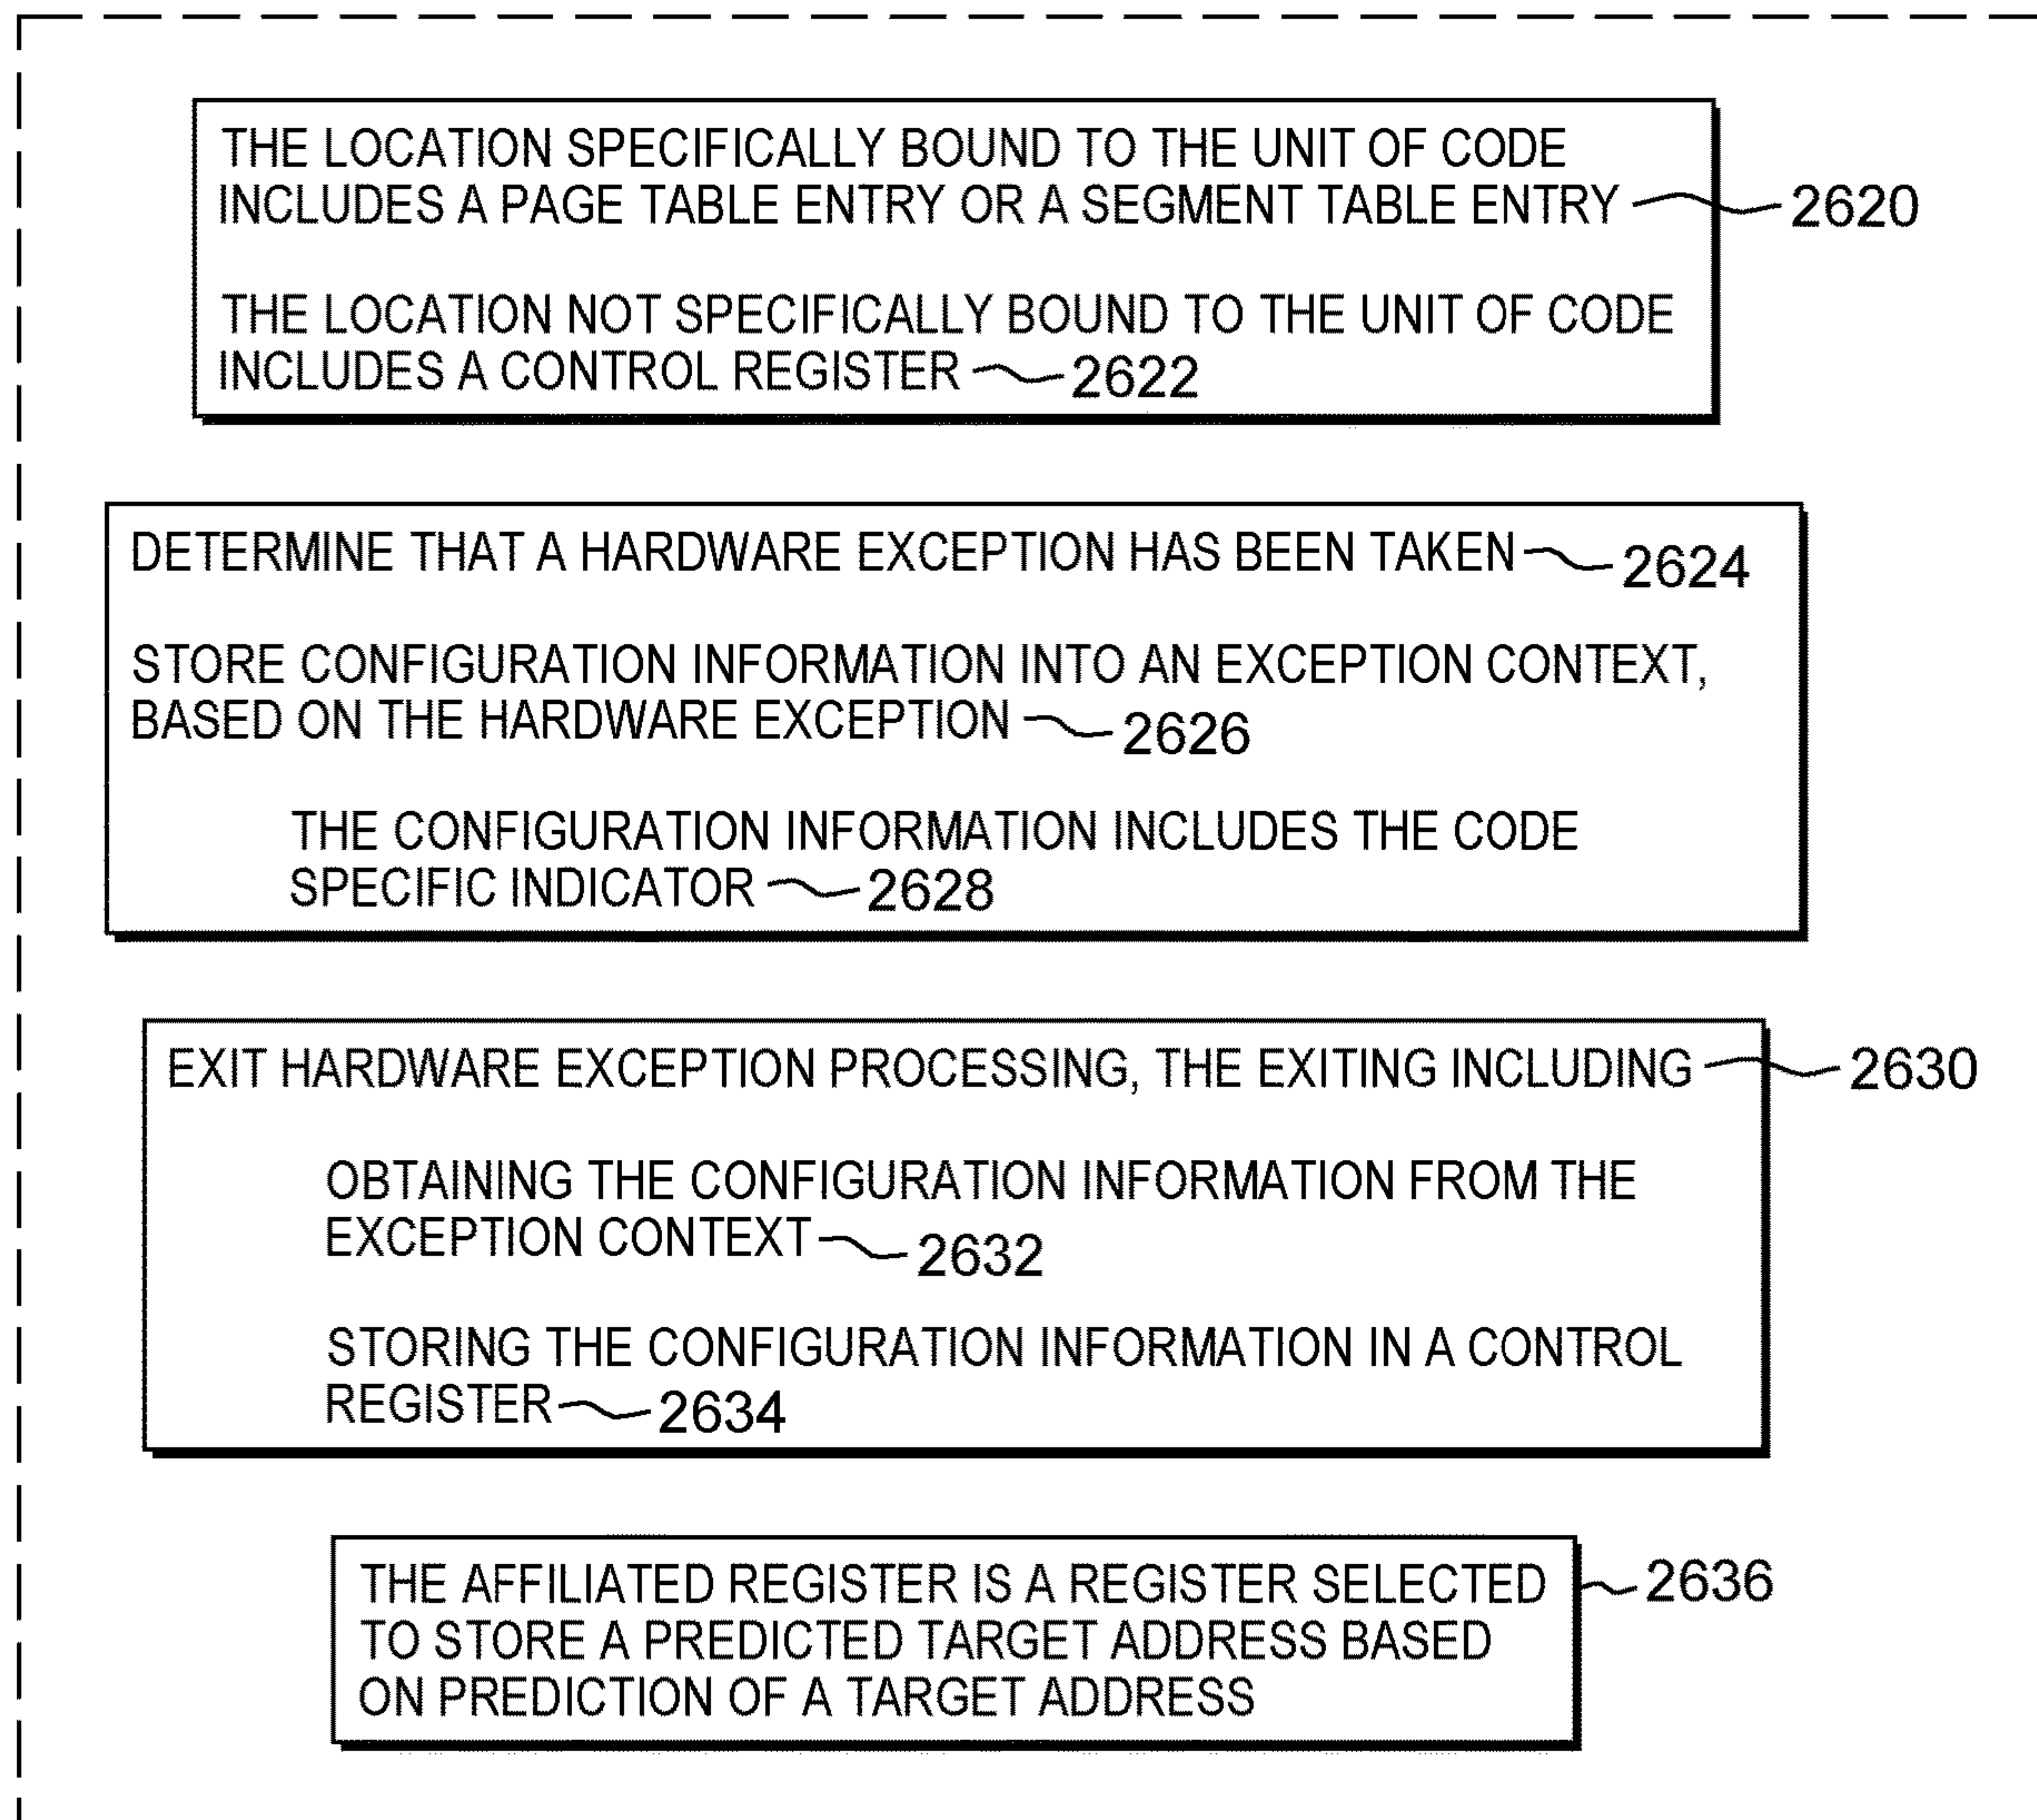 THE LOCATION SPECIFICALLY BOUND TO THE UNIT OF CODE
INCLUDES A PAGE TABLE ENTRY OR A SEGMENT TABLE ENTRY 2620
THE LOCATION NOT SPECIFICALLY BOUND TO THE UNIT OF CODE
INCLUDES A CONTROL REGISTER 2622
DETERMINE THAT A HARDWARE EXCEPTION HAS BEEN TAKEN 2624
STORE CONFIGURATION INFORMATION INTO AN EXCEPTION CONTEXT,
BASED ON THE HARDWARE EXCEPTION 2626
THE CONFIGURATION INFORMATION INCLUDES THE CODE
SPECIFIC INDICATOR 2628
EXIT HARDWARE EXCEPTION PROCESSING, THE EXITING INCLUDING 2630
OBTAINING THE CONFIGURATION INFORMATION FROM THE
EXCEPTION CONTEXT 2632
STORING THE CONFIGURATION INFORMATION IN A CONTROL
REGISTER 2634
THE AFFILIATED REGISTER IS A REGISTER SELECTED 2636
TO STORE A PREDICTED TARGET ADDRESS BASED
ON PREDICTION OF A TARGET ADDRESS